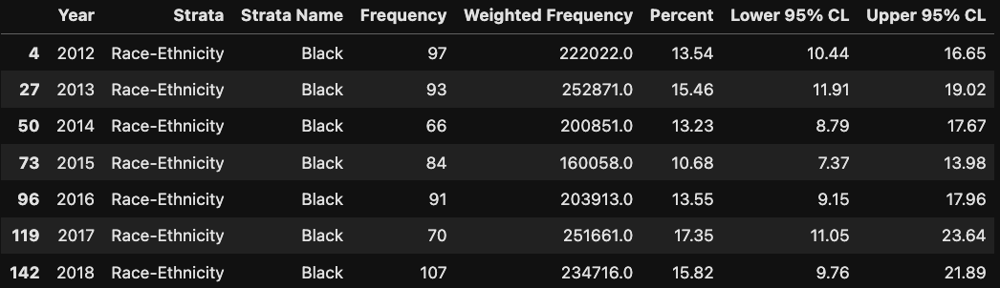 Year Strata Strata Name Frequency Weighted Frequency Percent Lower 95% CL Upper 95% CL
4 2012 Race-Ethnicity Black 97 222022.0 13.54 10.44 16.65
27 2013 Race-Ethnicity Black 93 252871.0 15.46 11.91 19.02
50 2014 Race-Ethnicity Black 66 200851.0 13.23 8.79 17.67
73 2015 Race-Ethnicity Black 84 160058.0 10.68 7.37 13.98
96 2016 Race-Ethnicity Black 91 203913.0 13.55 9.15 17.96
119 2017 Race-Ethnicity Black 70 251661.0 17.35 11.05 23.64
142 2018 Race-Ethnicity Black 107 234716.0 15.82 9.76 21.89